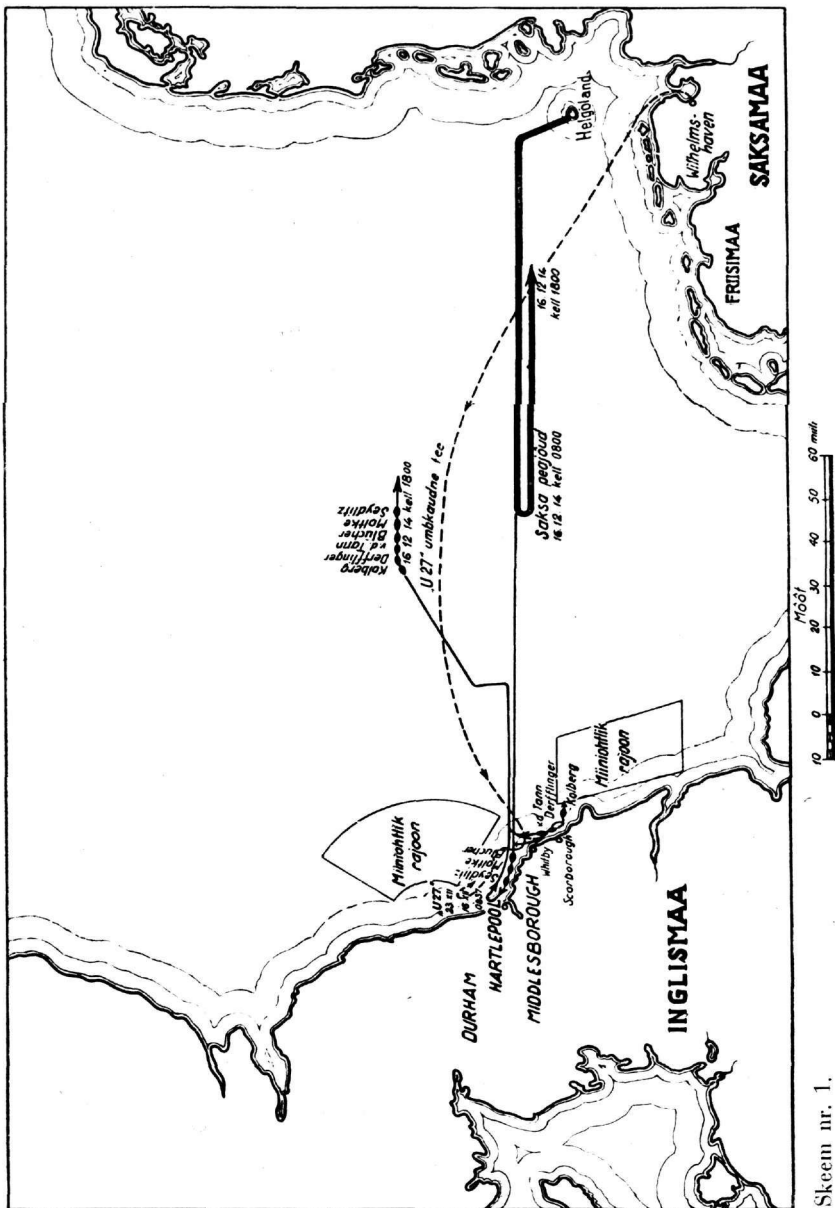 SAKSAMAA
Helgoland
Wilhelms-
haven
FRIISIMAA
16 12 14
kell 1800
Saksa peajõud
16 12 14 kell 0800
Seydlitz
Moltke
Blücher
v.d. Tann
Derfflinger
Kolberg
16 12 14 kell 1800
U 27" umbkaudne tee
Miiniohtlik
rajoon
Miiniohtlik
rajoon
v.d Tann
Derfflinger
Kolberg
Whitby
Scarborough
Blücher
Moltke
Seydlitz
U 27.
DURHAM
HARTLEPOOL
MIDDLESBOROUGH
INGLISMAA
Mõõt
10 0 10 20 30 40 50 60 meh
Skeem nr. 1.